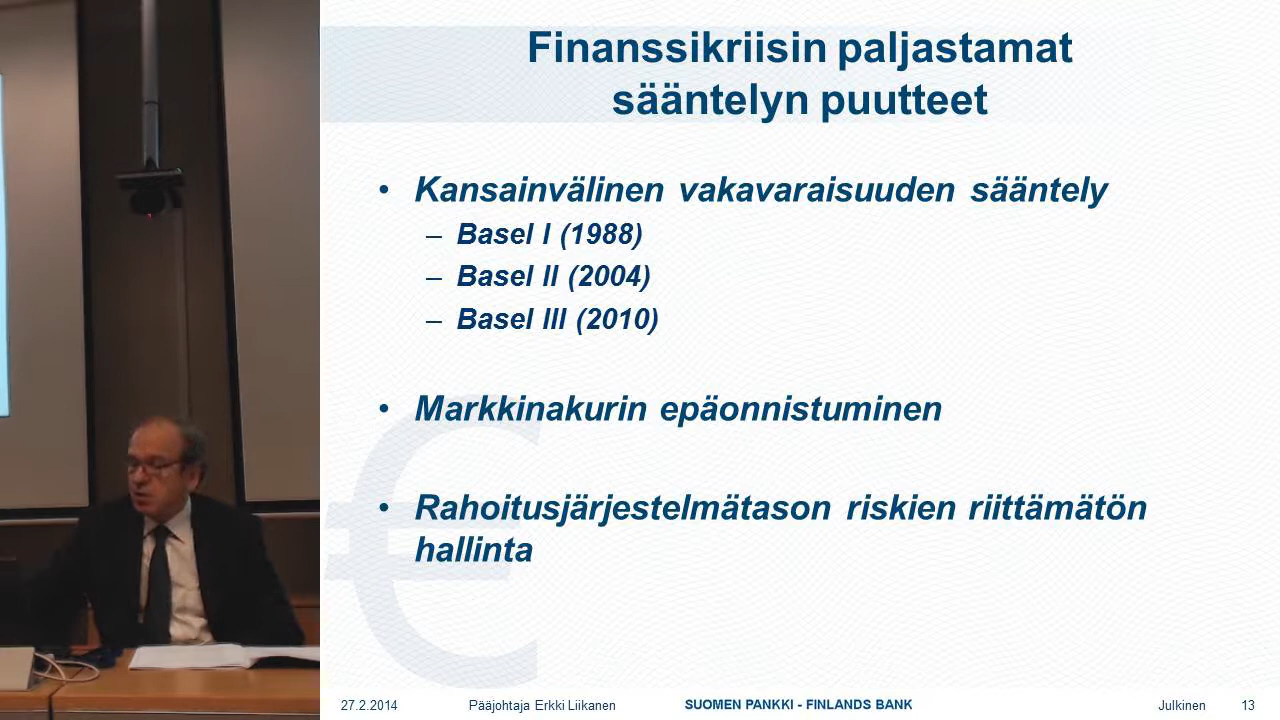 Finanssikriisin paljastamat
sääntelyn puutteet
• Kansainvälinen vakavaraisuuden sääntely
– Basel I (1988)
– Basel II (2004)
– Basel III (2010)
• Markkinakurin epäonnistuminen
• Rahoitusjärjestelmätason riskien riittämätön
hallinta
€
27.2.2014 Pääjohtaja Erkki Liikanen SUOMEN PANKKI - FINLANDS BANK Julkinen 13